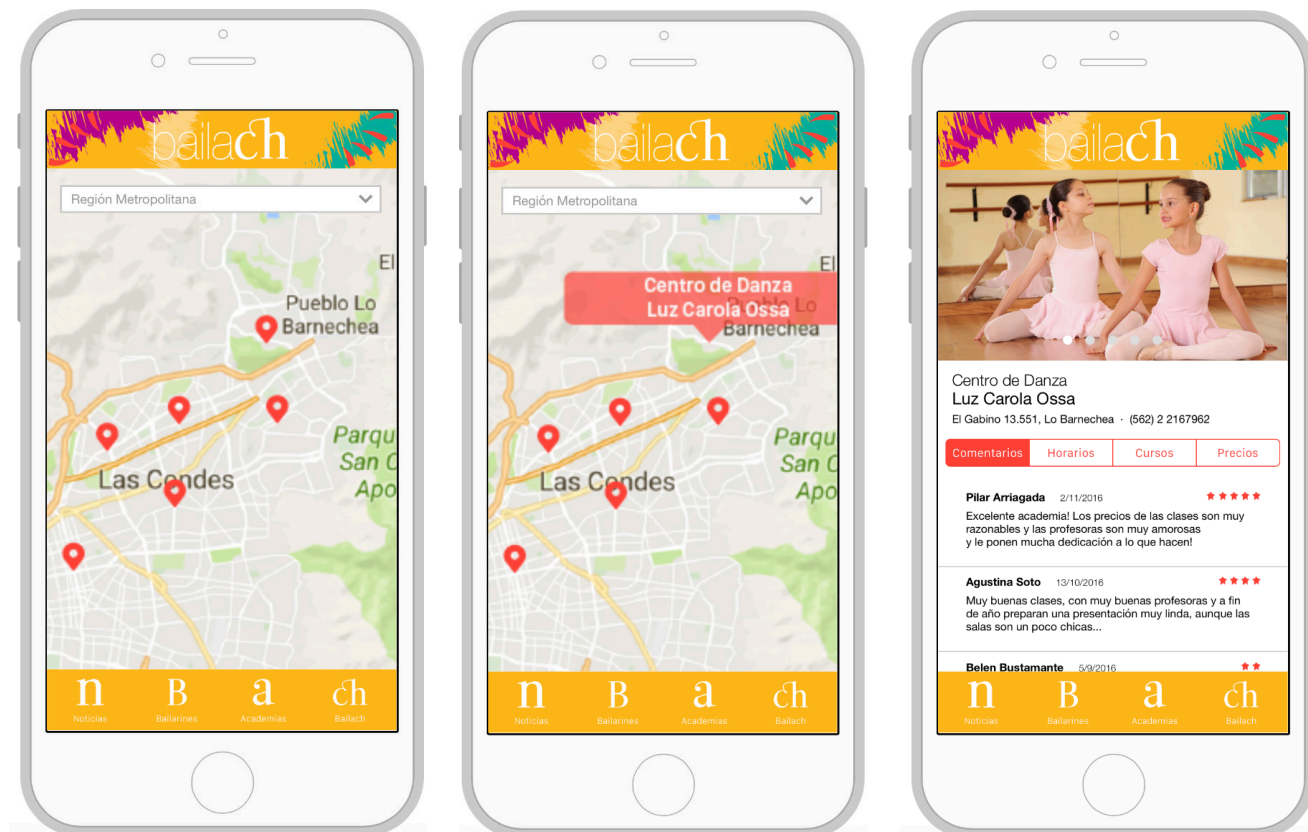 bailach
Región Metropolitana
El
Pueblo Lo
Barnechea
Parqu
San C
Apo
Las Condes
n B a ch
Noticias Bailarines Academias Bailach
bailach
Región Metropolitana
El
Centro de Danza
Luz Carola Ossa
Pueblo Lo
Barnechea
Parqu
San C
Apo
Las Condes
n B a ch
Noticias Bailarines Academias Bailach
bailach
Centro de Danza
Luz Carola Ossa
El Gabino 13.551, Lo Barnechea · (562) 2 2167962
Comentarios Horarios Cursos Precios
Pilar Arriagada 2/11/2016
Excelente academia! Los precios de las clases son muy
razonables y las profesoras son muy amorosas
y le ponen mucha dedicación a lo que hacen!
Agustina Soto 13/10/2016
Muy buenas clases, con muy buenas profesoras y a fin
de año preparan una presentación muy linda, aunque las
salas son un poco chicas...
Belen Bustamante 5/9/2016
n B a ch
Noticias Bailarines Academias Bailach